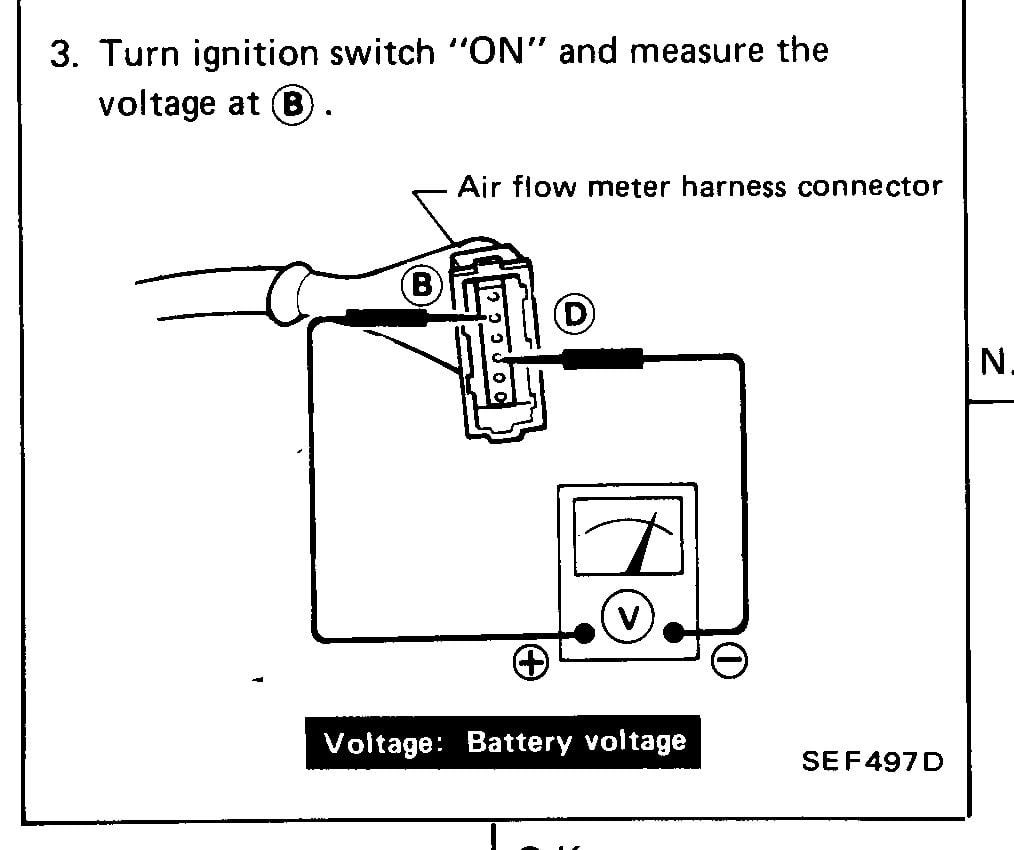 3. Turn ignition switch "ON" and measure the
voltage at Ⓑ .
Air flow meter harness connector
B
D
N.
V
+
−
Voltage: Battery voltage
SEF497D